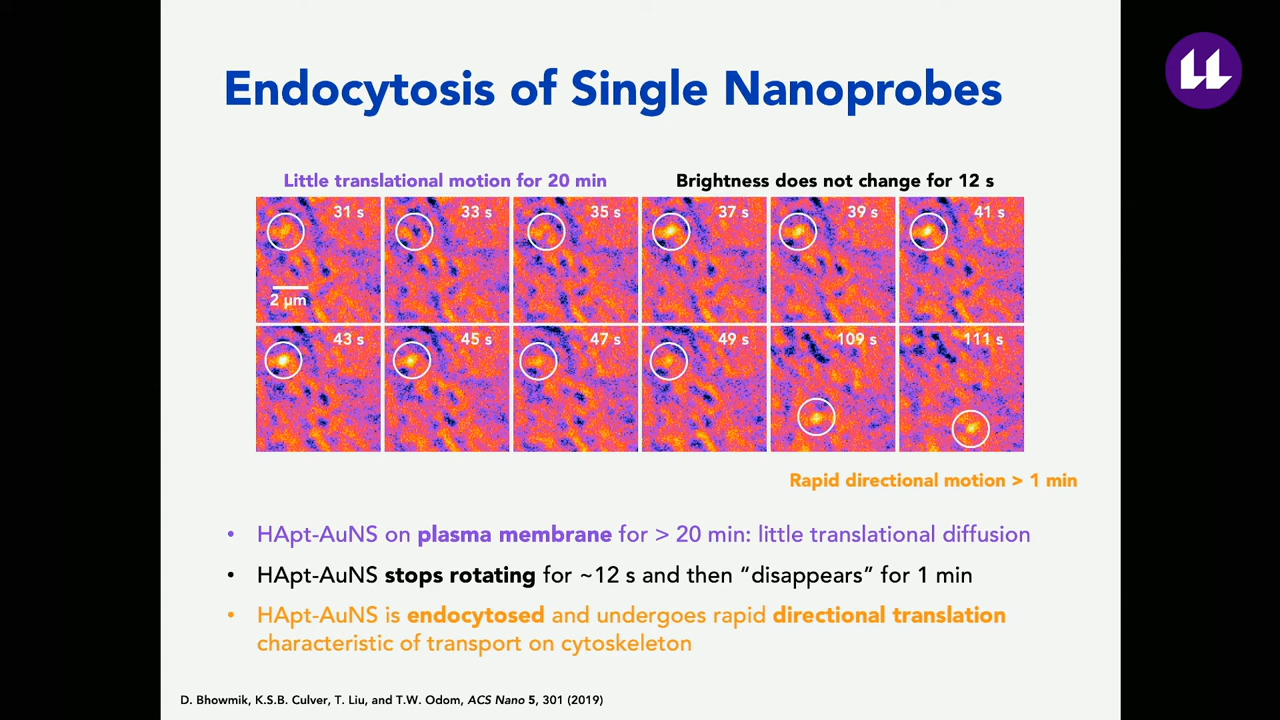 Endocytosis of Single Nanoprobes
Little translational motion for 20 min
Brightness does not change for 12 s
31 s
33 s
35 s
37 s
39 s
41 s
2 µm
43 s
45 s
47 s
49 s
109 s
111 s
Rapid directional motion > 1 min
• HApt-AuNS on plasma membrane for > 20 min: little translational diffusion
• HApt-AuNS stops rotating for ~12 s and then “disappears” for 1 min
• HApt-AuNS is endocytosed and undergoes rapid directional translation
characteristic of transport on cytoskeleton
D. Bhowmik, K.S.B. Culver, T. Liu, and T.W. Odom, ACS Nano 5, 301 (2019)